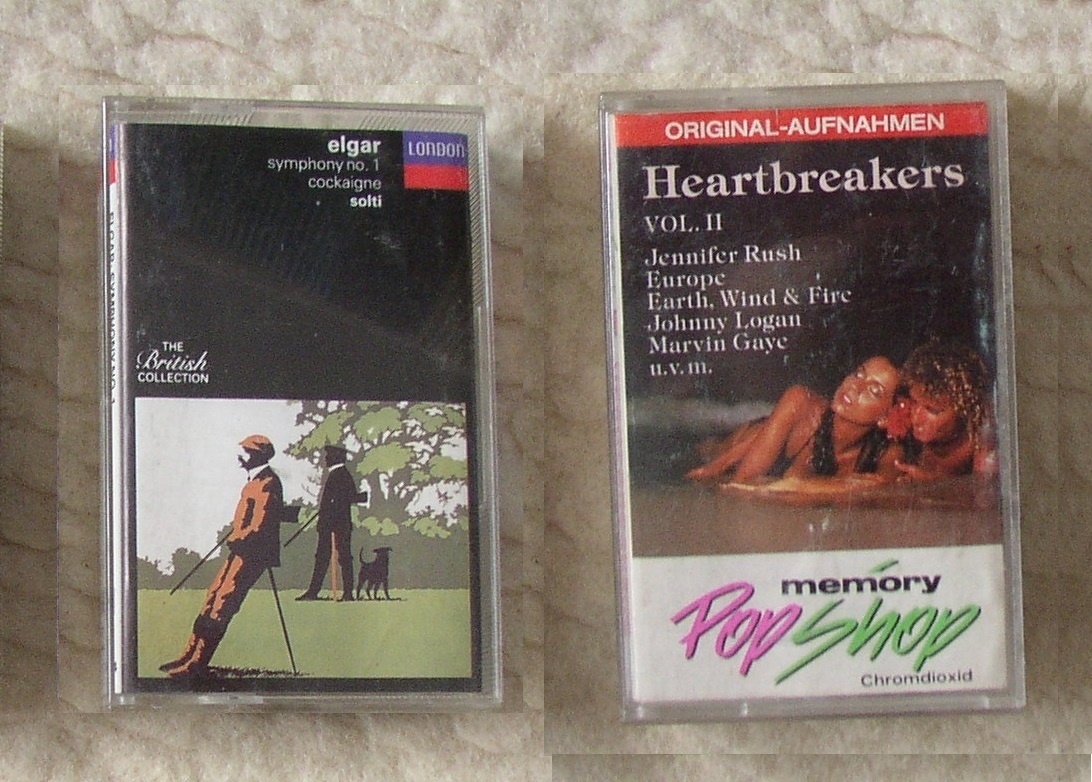 elgar
symphony no. 1
cockaigne
solti
LONDON
THE
British
COLLECTION
ORIGINAL-AUFNAHMEN
Heartbreakers
VOL. II
Jennifer Rush
Europe
Earth, Wind & Fire
Johnny Logan
Marvin Gaye
u.v.m.
memory
Pop Shop
Chromdioxid